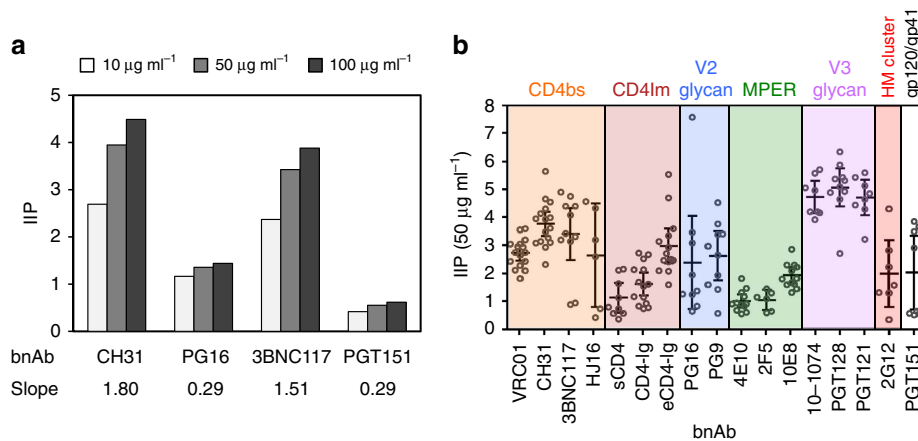 a
10 μg ml⁻¹ 50 μg ml⁻¹ 100 μg ml⁻¹
IIP
5
4
3
2
1
0
bnAb CH31 PG16 3BNC117 PGT151
Slope 1.80 0.29 1.51 0.29
b
CD4bs CD4Im V2 glycan MPER V3 glycan HM cluster gp120/gp41
IIP (50 μg ml⁻¹)
8
7
6
5
4
3
2
1
0
VRC01 CH31 3BNC117 HJ16 sCD4 CD4-Ig eCD4-Ig PG16 PG9 4E10 2F5 10E8 10–1074 PGT128 PGT121 2G12 PGT151
bnAb